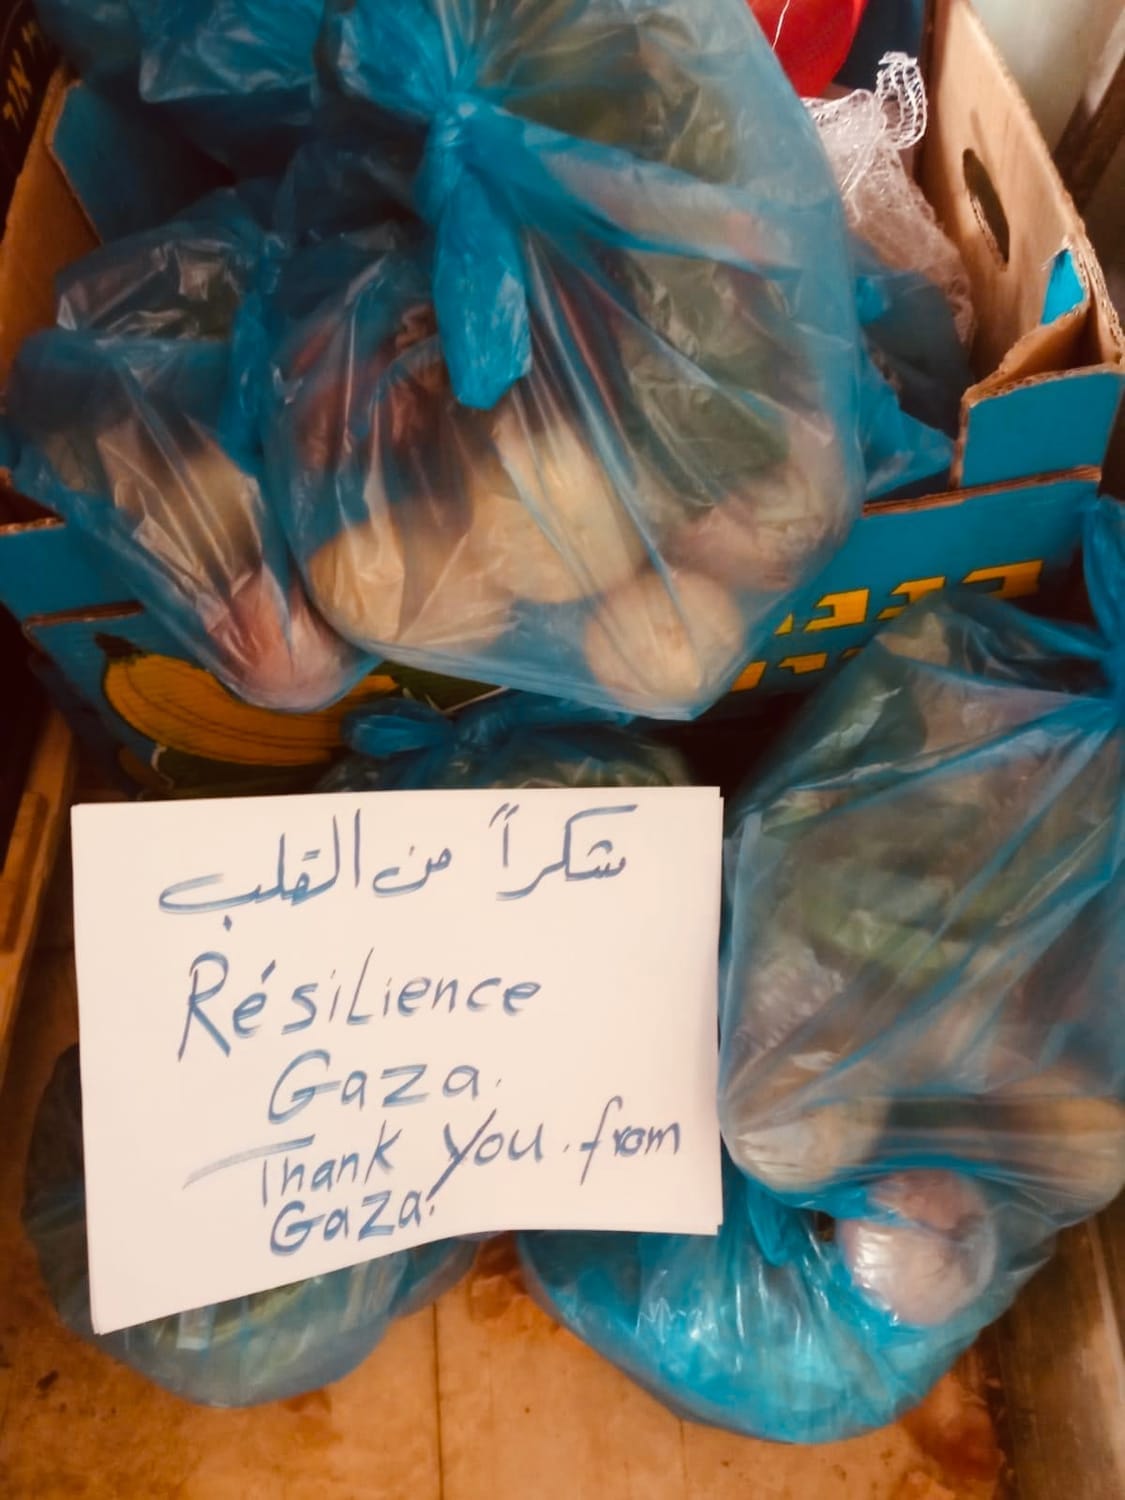 شكراً من القلب
Résilience
Gaza.
Thank you from
Gaza.